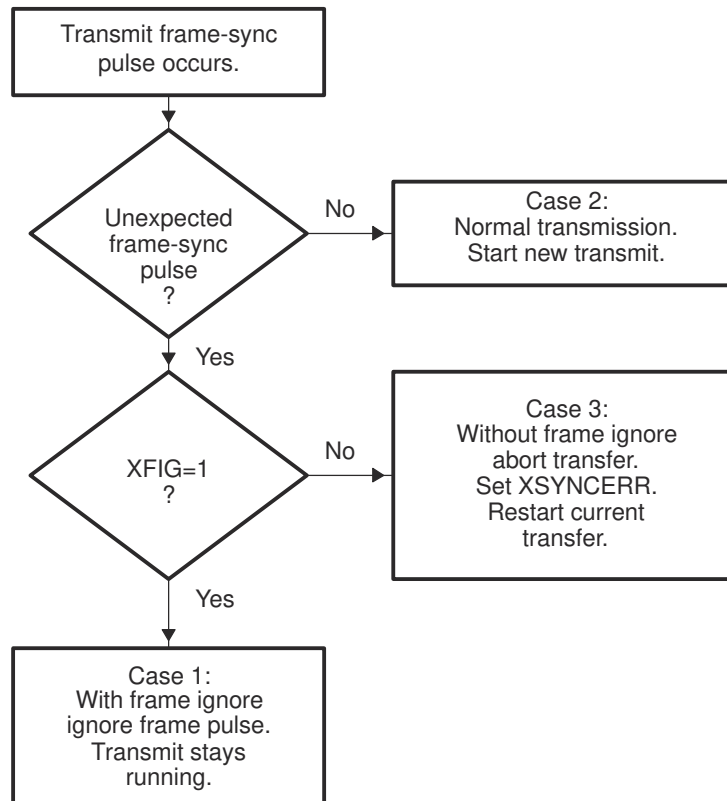 Transmit frame-sync
pulse occurs.
Unexpected
frame-sync
pulse
?
No
Case 2:
Normal transmission.
Start new transmit.
Yes
XFIG=1
?
No
Case 3:
Without frame ignore
abort transfer.
Set XSYNCERR.
Restart current
transfer.
Yes
Case 1:
With frame ignore
ignore frame pulse.
Transmit stays
running.